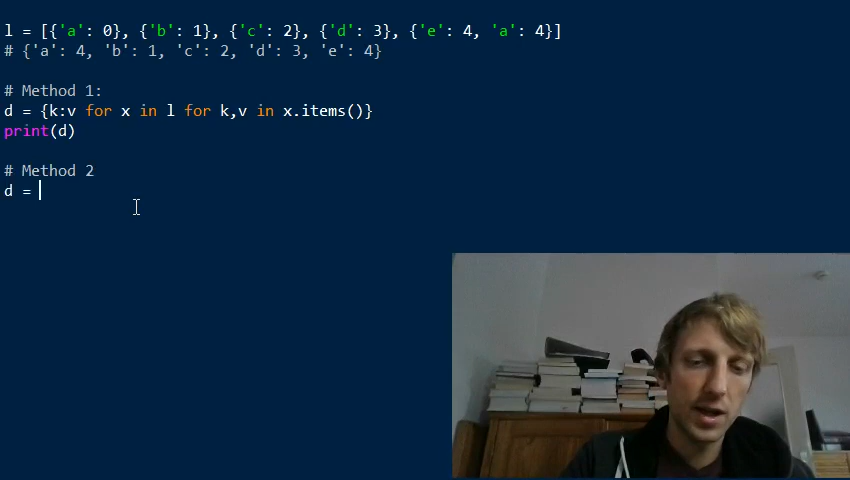 l = [{'a': 0}, {'b': 1}, {'c': 2}, {'d': 3}, {'e': 4, 'a': 4}]
# {'a': 4, 'b': 1, 'c': 2, 'd': 3, 'e': 4}
# Method 1:
d = {k:v for x in l for k,v in x.items()}
print(d)
# Method 2
d =